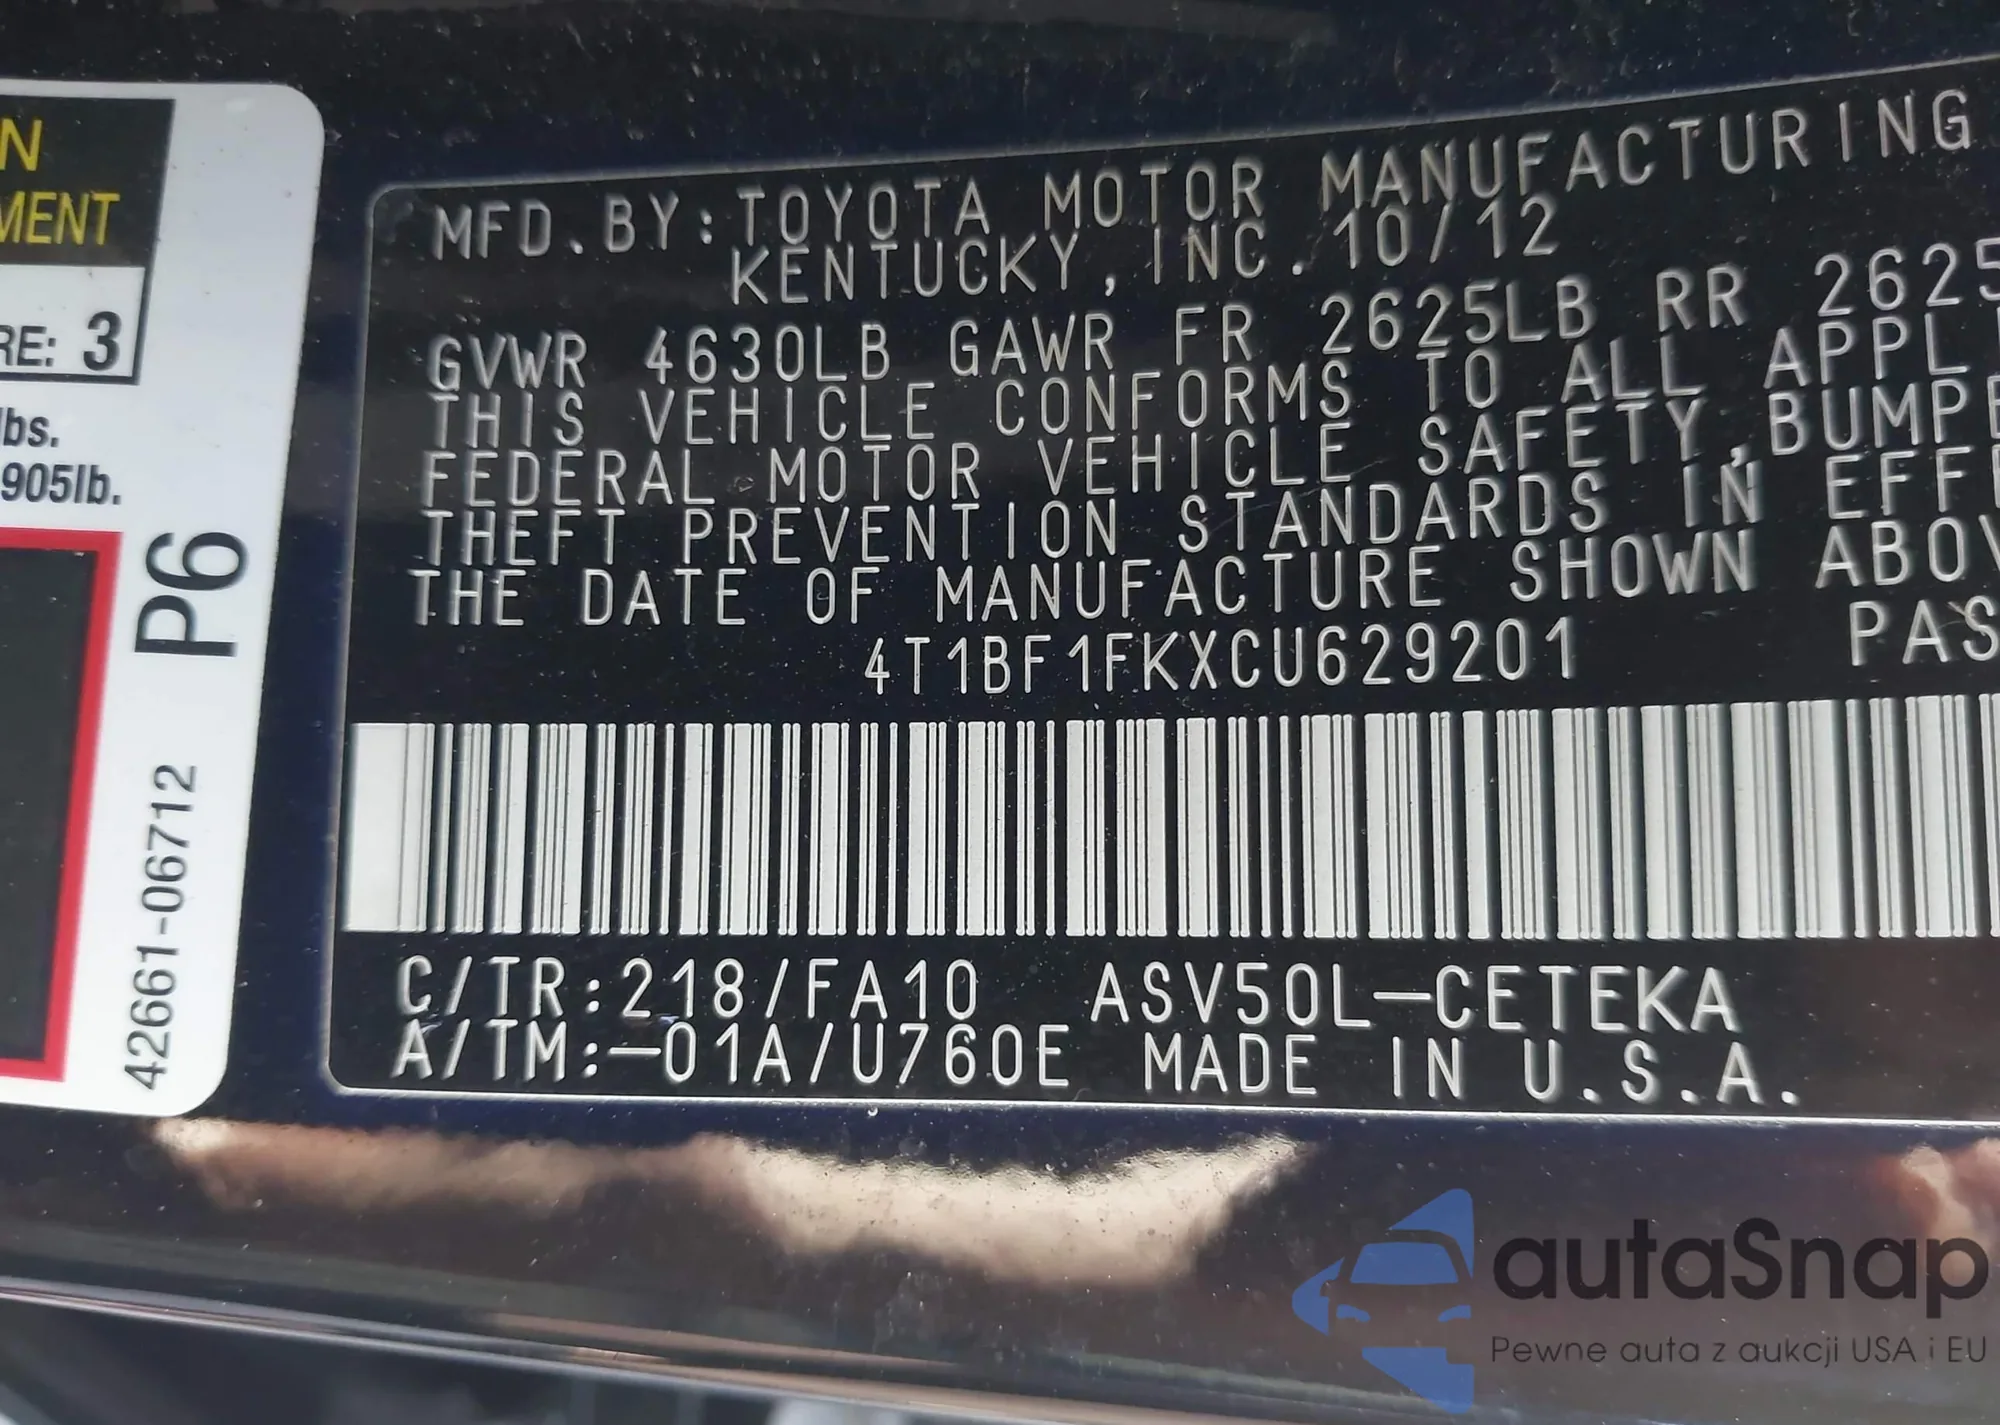 N
MENT
RE: 3
lbs.
905lb.
P6
42661-06712
MFD. BY: TOYOTA MOTOR MANUFACTURING
KENTUCKY, INC. 10/12
GVWR 4630LB GAWR FR 2625LB RR 2625
THIS VEHICLE CONFORMS TO ALL APPL
FEDERAL MOTOR VEHICLE SAFETY, BUMPE
THEFT PREVENTION STANDARDS IN EFF
THE DATE OF MANUFACTURE SHOWN ABOV
4T1BF1FKXCU629201 PAS
C/TR:218/FA10 ASV50L-CETEKA
A/TM:-01A/U760E MADE IN U.S.A.
autaSnap
Pewne auta z aukcji USA i EU